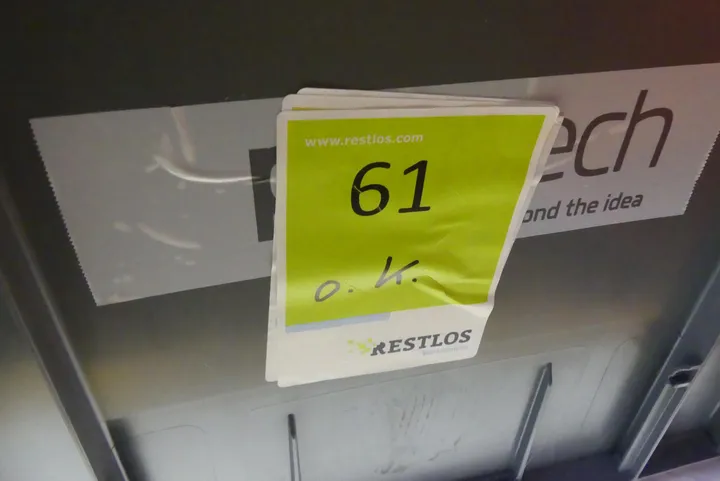 www.restlos.com
61
o. k.
RESTLOS
ech
ond the idea